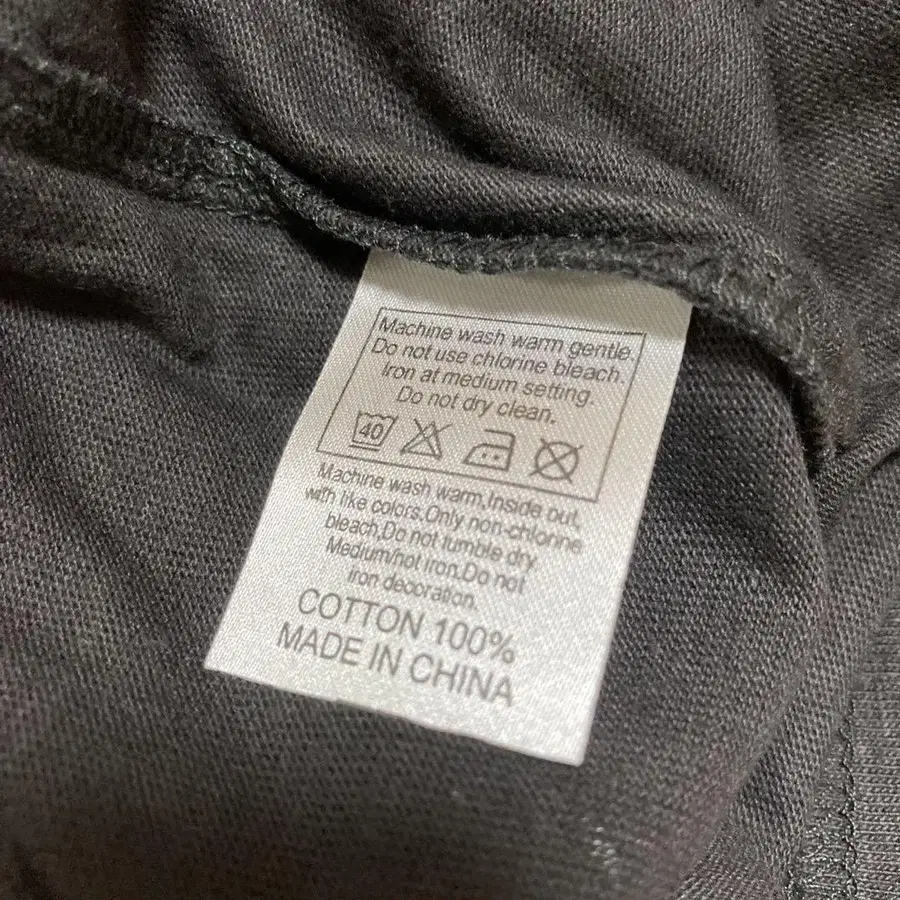 Machine wash warm gentle.
Do not use chlorine bleach.
Iron at medium setting.
Do not dry clean.
40
Machine wash warm,Inside out,
with like colors,Only non-chlorine
bleach,Do not tumble dry,
Medium/hot iron.Do not
iron decoration.
COTTON 100%
MADE IN CHINA